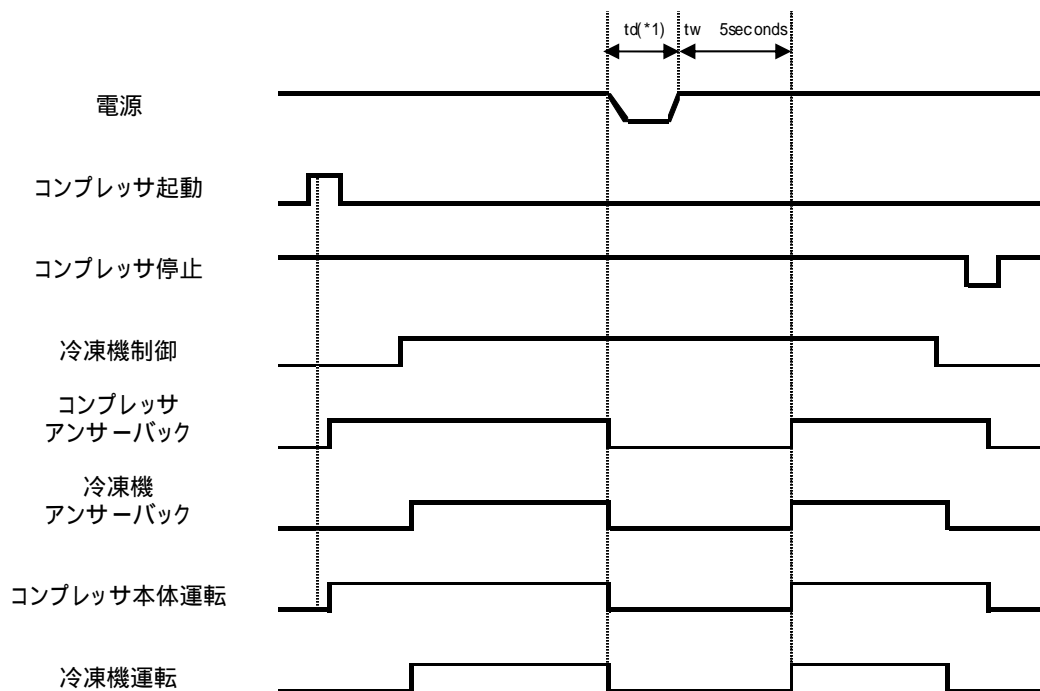 td(*1) tw 5seconds
電源
コンプレッサ起動
コンプレッサ停止
冷凍機制御
コンプレッサ
アンサーバック
冷凍機
アンサーバック
コンプレッサ本体運転
冷凍機運転